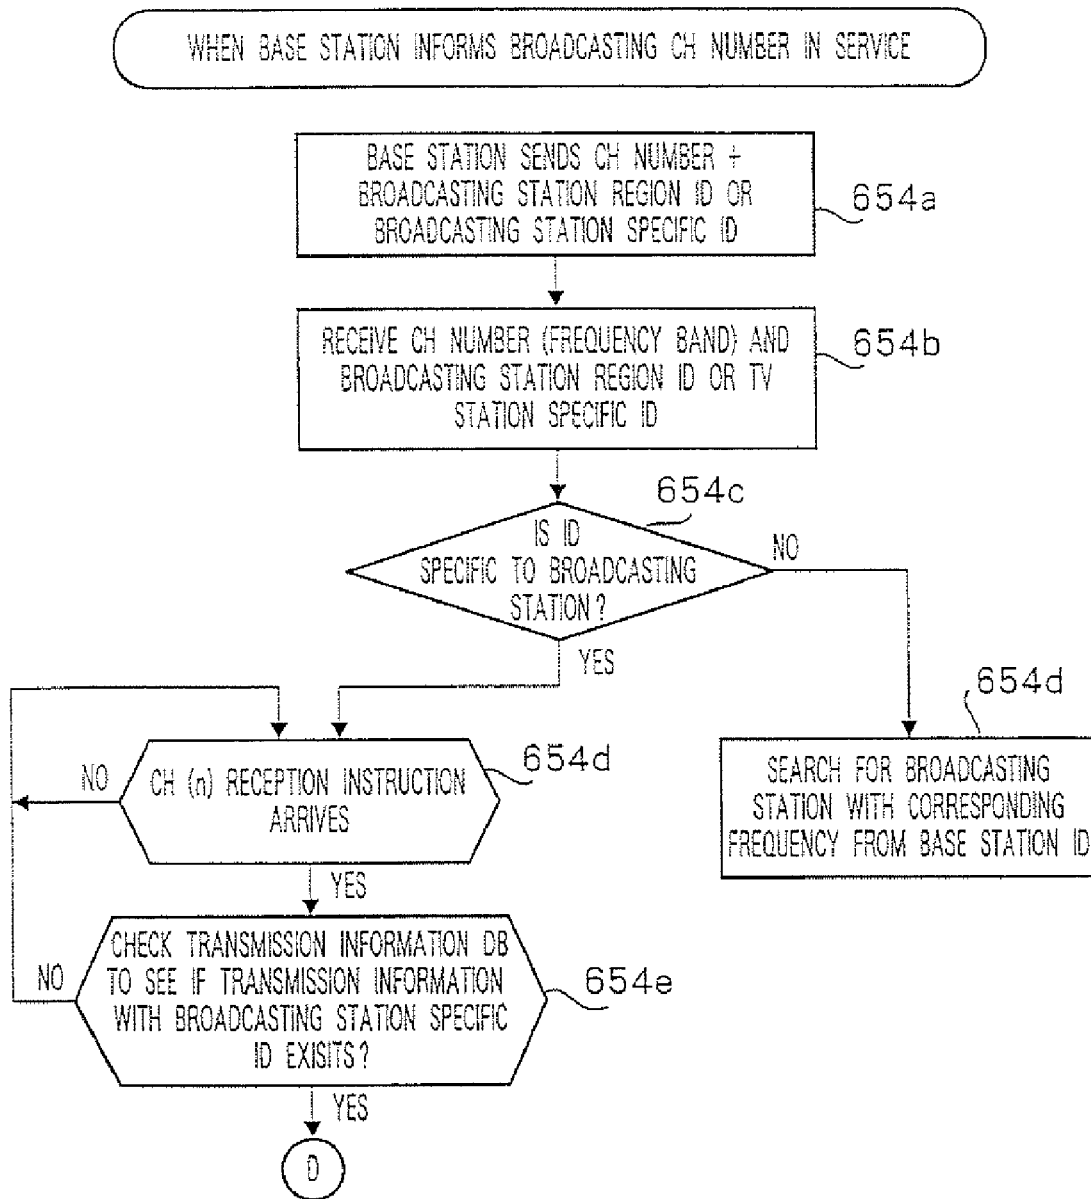 WHEN BASE STATION INFORMS BROADCASTING CH NUMBER IN SERVICE
BASE STATION SENDS CH NUMBER +
BROADCASTING STATION REGION ID OR
BROADCASTING STATION SPECIFIC ID
654a
RECEIVE CH NUMBER (FREQUENCY BAND) AND
BROADCASTING STATION REGION ID OR TV
STATION SPECIFIC ID
654b
654c
IS ID
SPECIFIC TO BROADCASTING
STATION?
NO
YES
654d
SEARCH FOR BROADCASTING
STATION WITH CORRESPONDING
FREQUENCY FROM BASE STATION ID
654d
NO
CH (n) RECEPTION INSTRUCTION
ARRIVES
YES
CHECK TRANSMISSION INFORMATION DB
TO SEE IF TRANSMISSION INFORMATION
WITH BROADCASTING STATION SPECIFIC
ID EXISITS?
NO
654e
YES
D